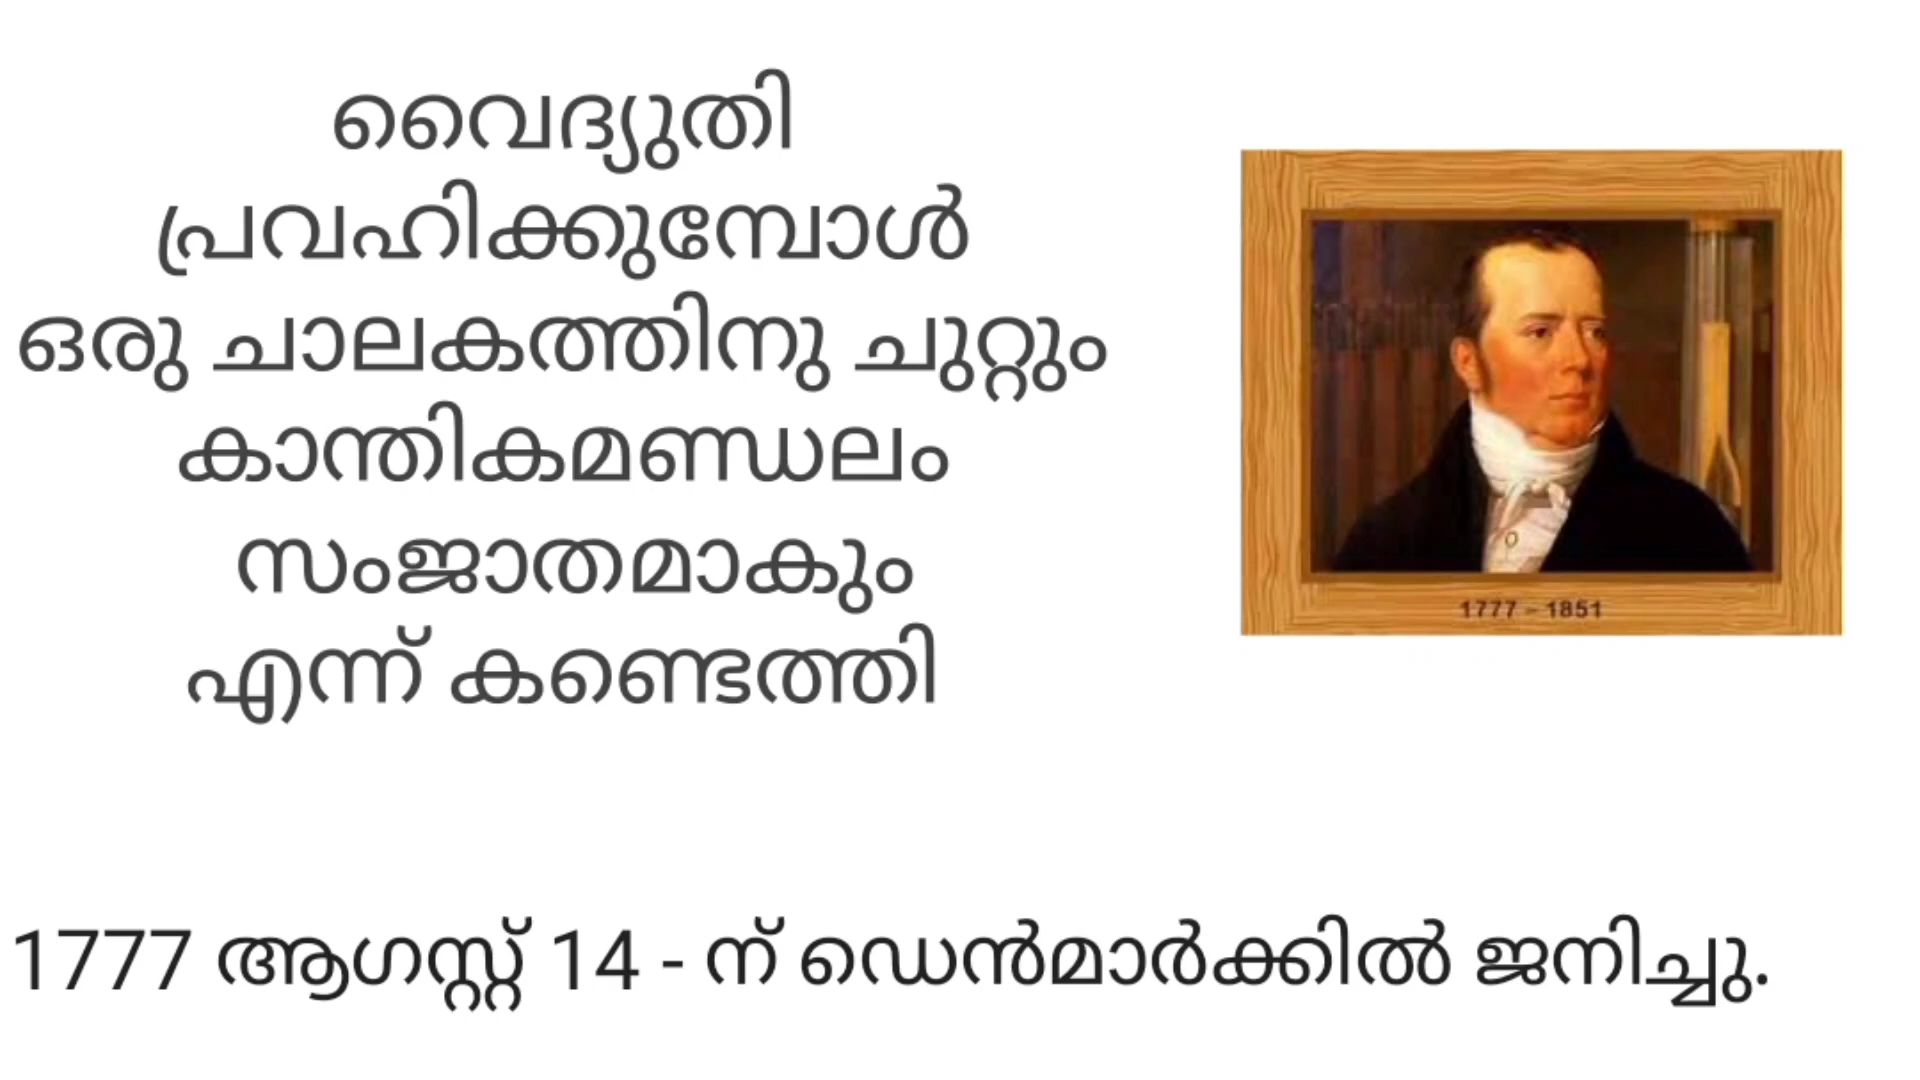 വൈദ്യുതി
പ്രവഹിക്കുമ്പോൾ
ഒരു ചാലകത്തിനു ചുറ്റും
കാന്തികമണ്ഡലം
സംജാതമാകും
എന്ന് കണ്ടെത്തി
1777 – 1851
1777 ആഗസ്റ്റ് 14 - ന് ഡെൻമാർക്കിൽ ജനിച്ചു.